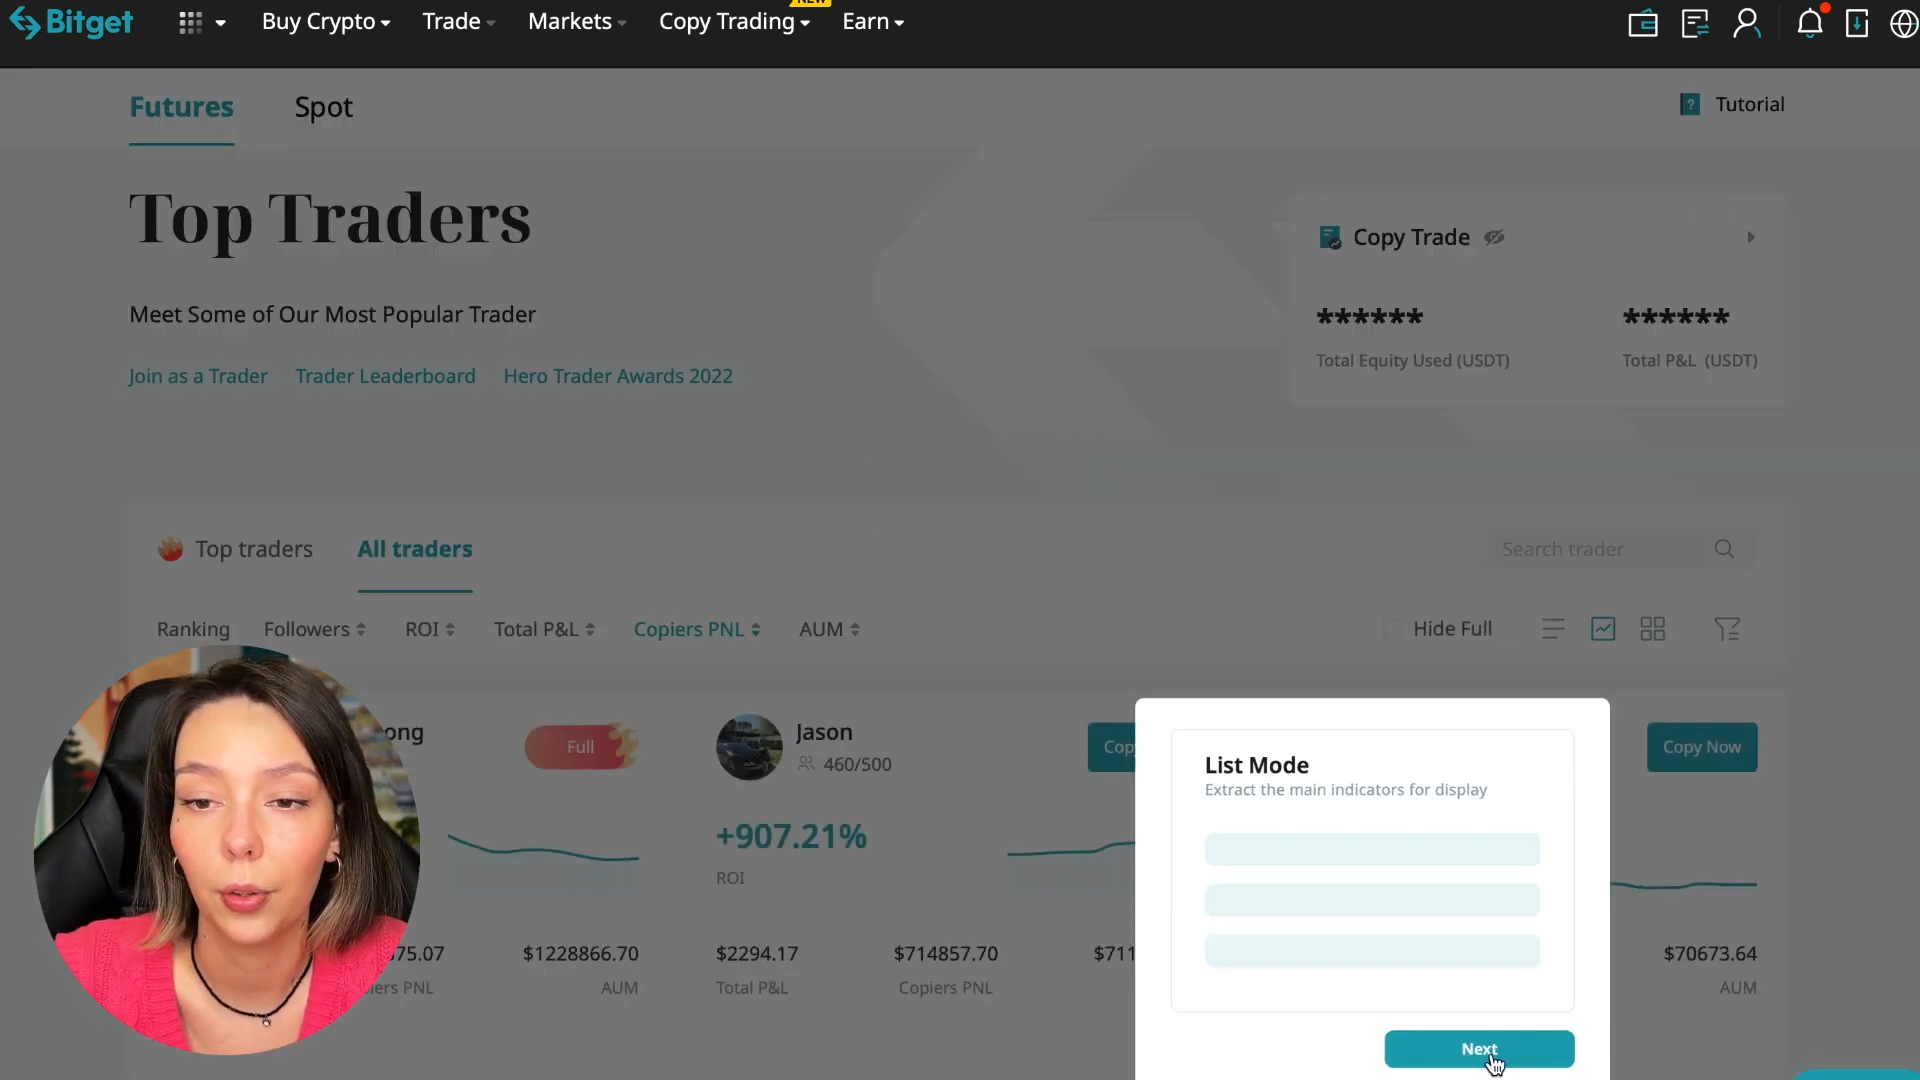 Bitget
Buy Crypto
Trade
Markets
Copy Trading
NEW
Earn
Futures
Spot
Tutorial
Top Traders
Meet Some of Our Most Popular Trader
Join as a Trader
Trader Leaderboard
Hero Trader Awards 2022
Copy Trade
******
******
Total Equity Used (USDT)
Total P&L (USDT)
Top traders
All traders
Search trader
Ranking
Followers
ROI
Total P&L
Copiers PNL
AUM
Hide Full
ong
Full
Jason
460/500
Cop
Copy Now
+907.21%
ROI
75.07
$1228866.70
$2294.17
$714857.70
$711
$70673.64
iers PNL
AUM
Total P&L
Copiers PNL
AUM
List Mode
Extract the main indicators for display
Next